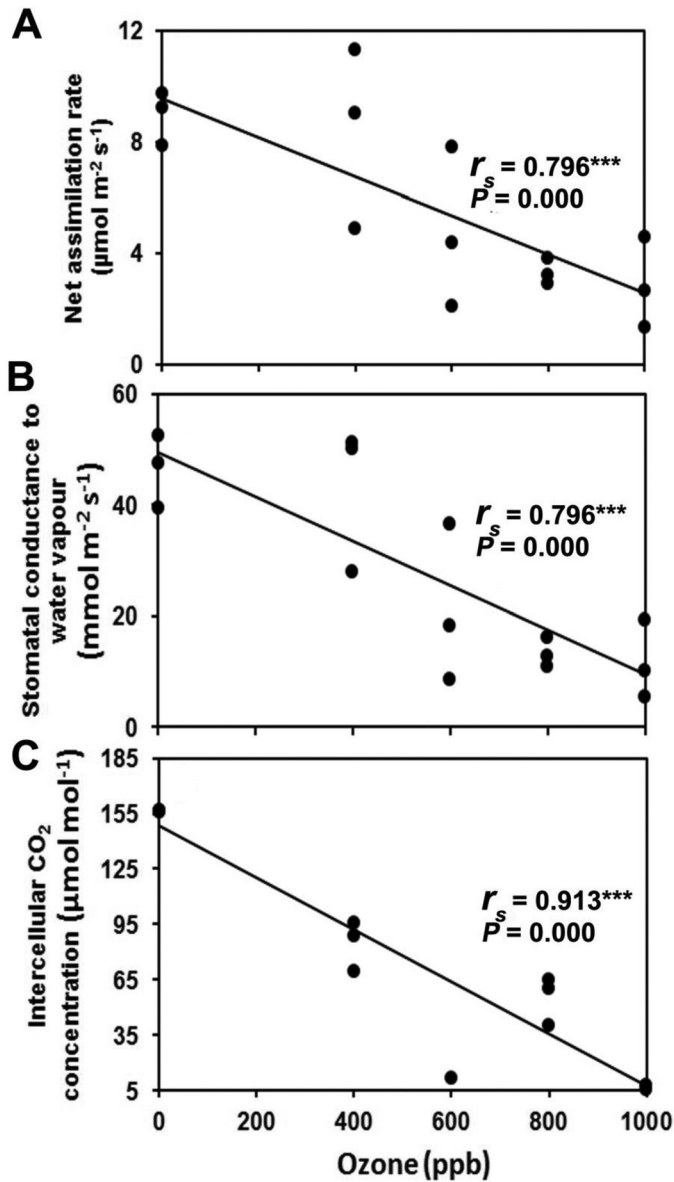 A
Net assimilation rate
(µmol m⁻² s⁻¹)
12
8
4
0
rs = 0.796***
P = 0.000
B
Stomatal conductance to
water vapour
(mmol m⁻² s⁻¹)
60
40
20
0
rs = 0.796***
P = 0.000
C
Intercellular CO₂
concentration (µmol mol⁻¹)
185
155
125
95
65
35
5
rs = 0.913***
P = 0.000
0 200 400 600 800 1000
Ozone (ppb)